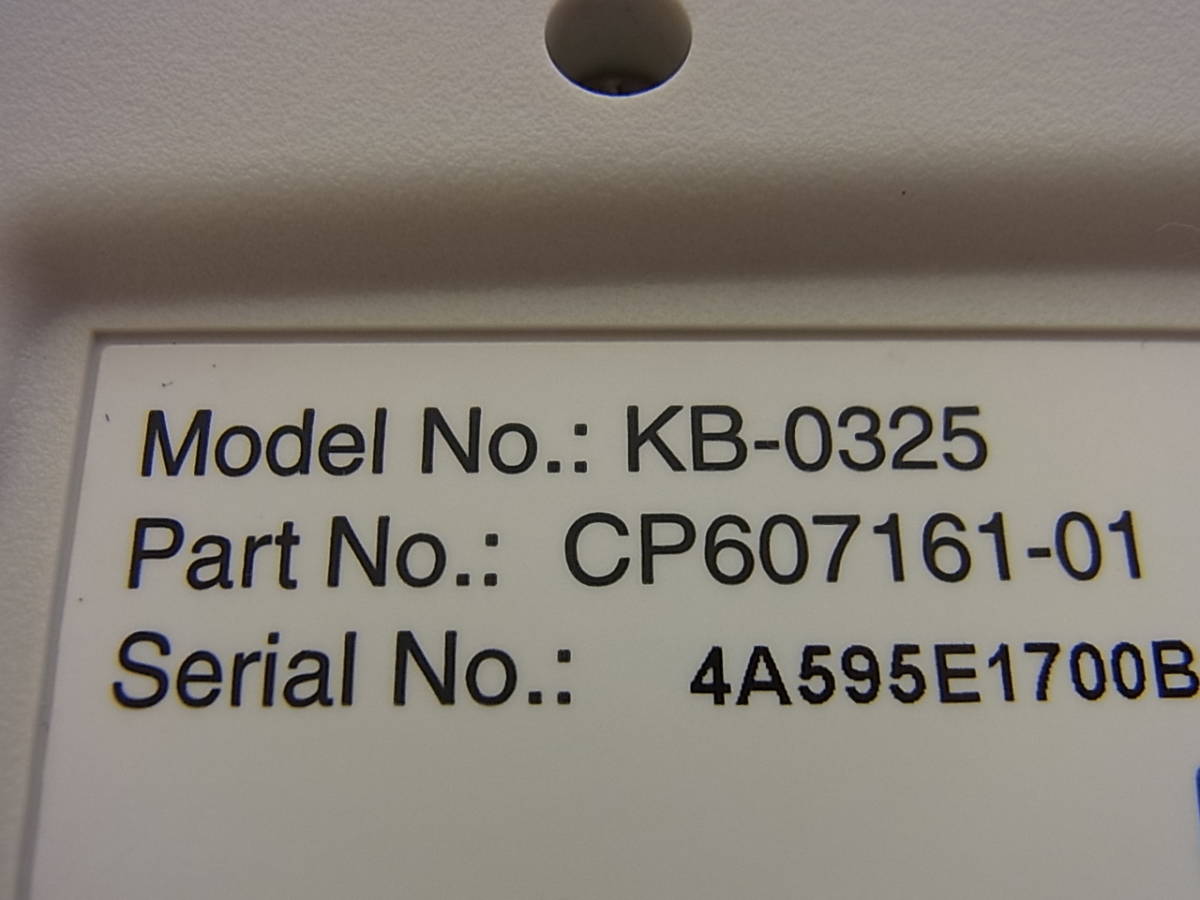 Model No.: KB-0325
Part No.: CP607161-01
Serial No.: 4A595E1700B